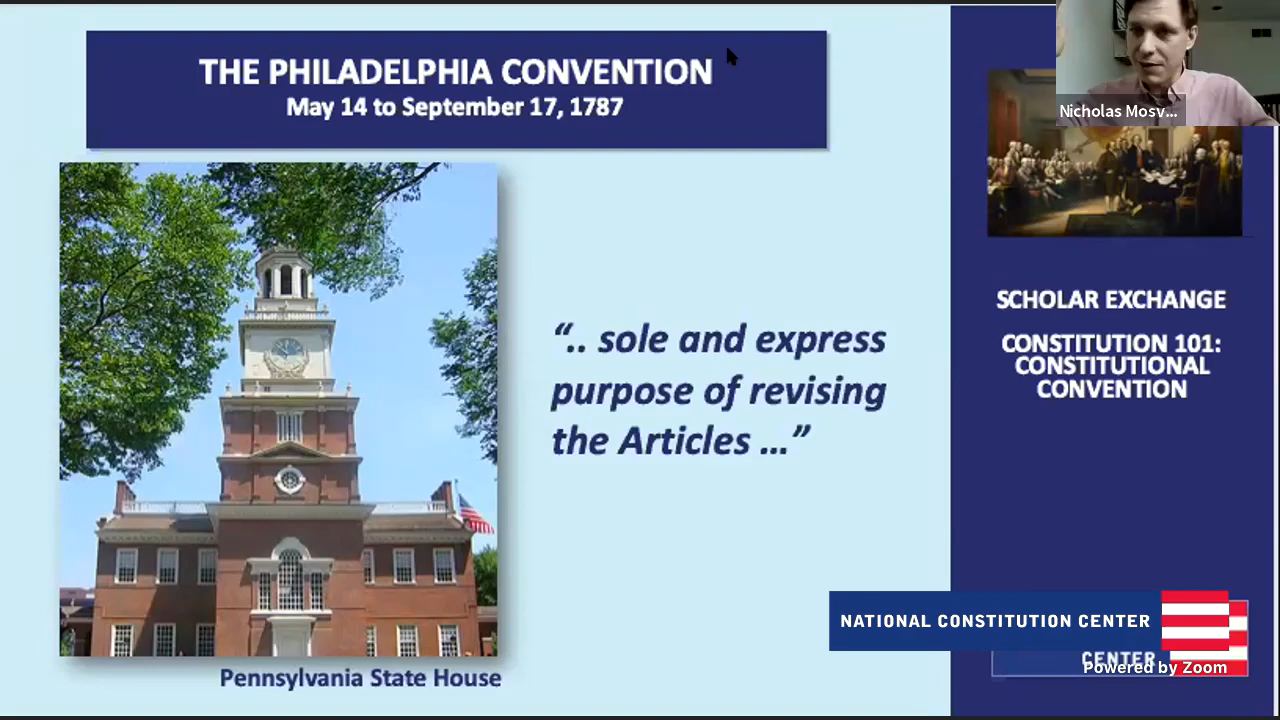 THE PHILADELPHIA CONVENTION
May 14 to September 17, 1787
“.. sole and express
purpose of revising
the Articles …”
Pennsylvania State House
Nicholas Mosv...
SCHOLAR EXCHANGE
CONSTITUTION 101:
CONSTITUTIONAL
CONVENTION
NATIONAL CONSTITUTION CENTER
CENTER
Powered by Zoom